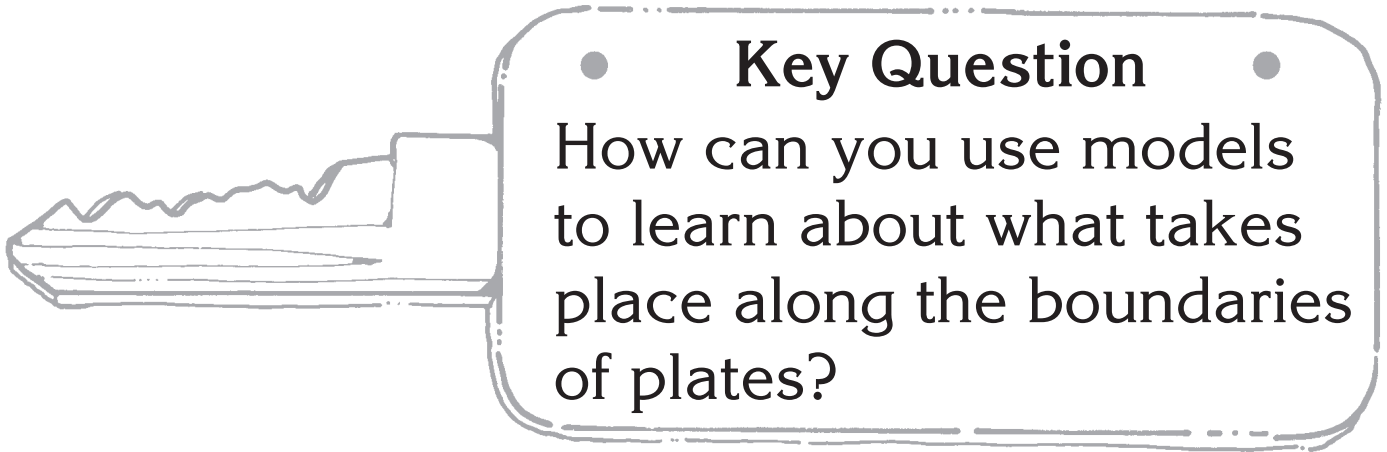 Key Question
How can you use models
to learn about what takes
place along the boundaries
of plates?